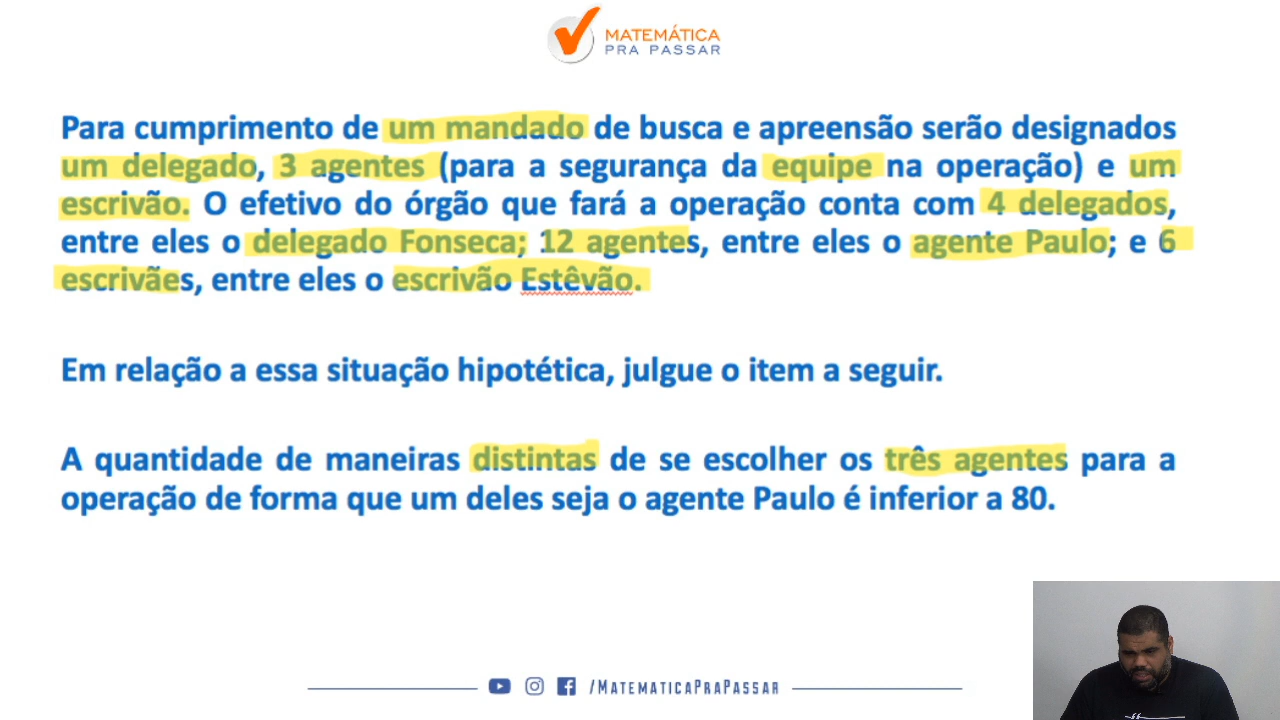 MATEMÁTICA
PRA PASSAR
Para cumprimento de um mandado de busca e apreensão serão designados
um delegado, 3 agentes (para a segurança da equipe na operação) e um
escrivão. O efetivo do órgão que fará a operação conta com 4 delegados,
entre eles o delegado Fonseca; 12 agentes, entre eles o agente Paulo; e 6
escrivães, entre eles o escrivão Estêvão.
Em relação a essa situação hipotética, julgue o item a seguir.
A quantidade de maneiras distintas de se escolher os três agentes para a
operação de forma que um deles seja o agente Paulo é inferior a 80.
/MATEMATICAPRAPASSAR